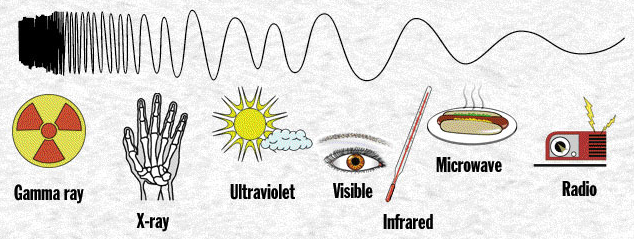 Gamma ray
X-ray
Ultraviolet
Visible
Infrared
Microwave
Radio